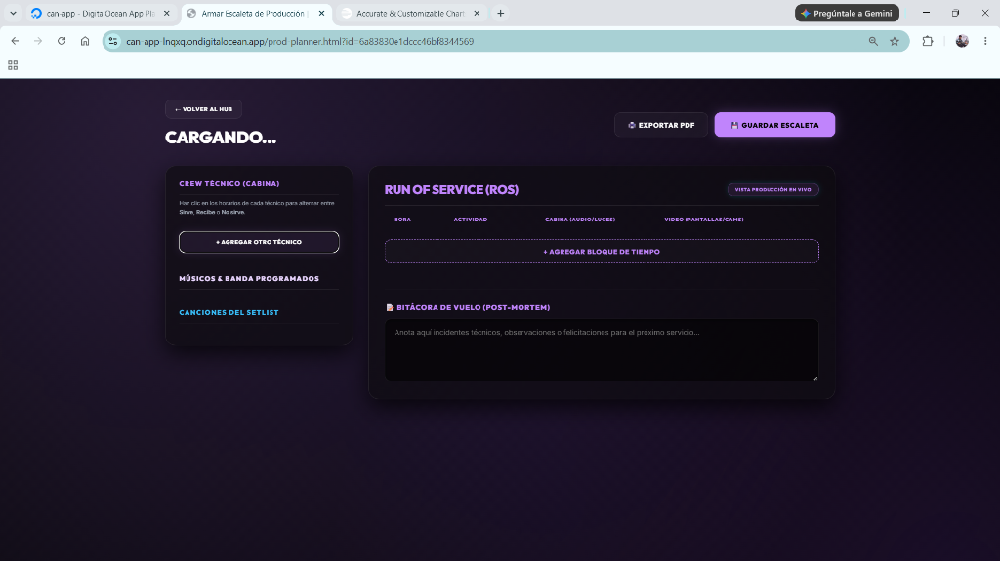 can-app - DigitalOcean App Pla
Armar Escaleta de Producción |
Accurate & Customizable Chart
Pregúntale a Gemini
can-app-lnqxq.ondigitalocean.app/prod-planner.html?id=6a83830e1dccc46bf8344569
← VOLVER AL HUB
CARGANDO...
EXPORTAR PDF
GUARDAR ESCALETA
CREW TÉCNICO (CABINA)
Haz clic en los horarios de cada técnico para alternar entre
Sirve, Recibe o No sirve.
+ AGREGAR OTRO TÉCNICO
MÚSICOS & BANDA PROGRAMADOS
CANCIONES DEL SETLIST
RUN OF SERVICE (ROS)
VISTA PRODUCCIÓN EN VIVO
HORA ACTIVIDAD CABINA (AUDIO/LUCES) VIDEO (PANTALLAS/CAMS)
+ AGREGAR BLOQUE DE TIEMPO
BITÁCORA DE VUELO (POST-MORTEM)
Anota aquí incidentes técnicos, observaciones o felicitaciones para el próximo servicio...